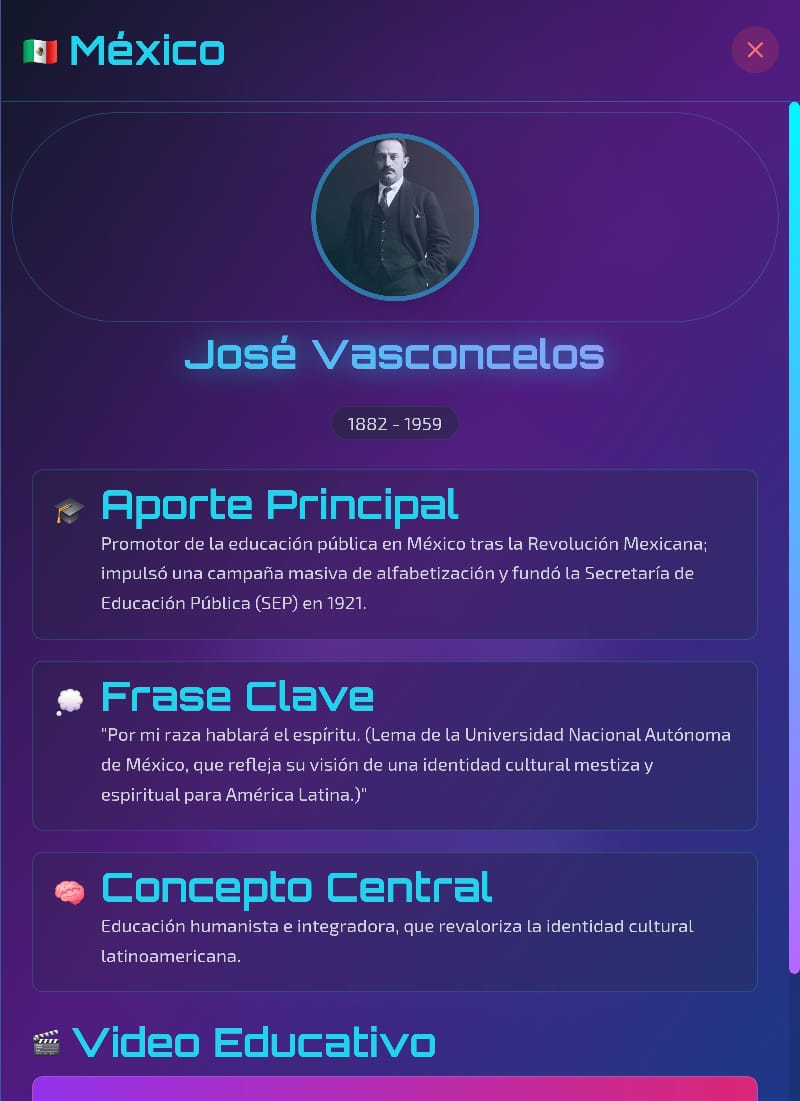 México
José Vasconcelos
1882 - 1959
Aporte Principal
Promotor de la educación pública en México tras la Revolución Mexicana;
impulsó una campaña masiva de alfabetización y fundó la Secretaría de
Educación Pública (SEP) en 1921.
Frase Clave
"Por mi raza hablará el espíritu. (Lema de la Universidad Nacional Autónoma
de México, que refleja su visión de una identidad cultural mestiza y
espiritual para América Latina.)"
Concepto Central
Educación humanista e integradora, que revaloriza la identidad cultural
latinoamericana.
Video Educativo